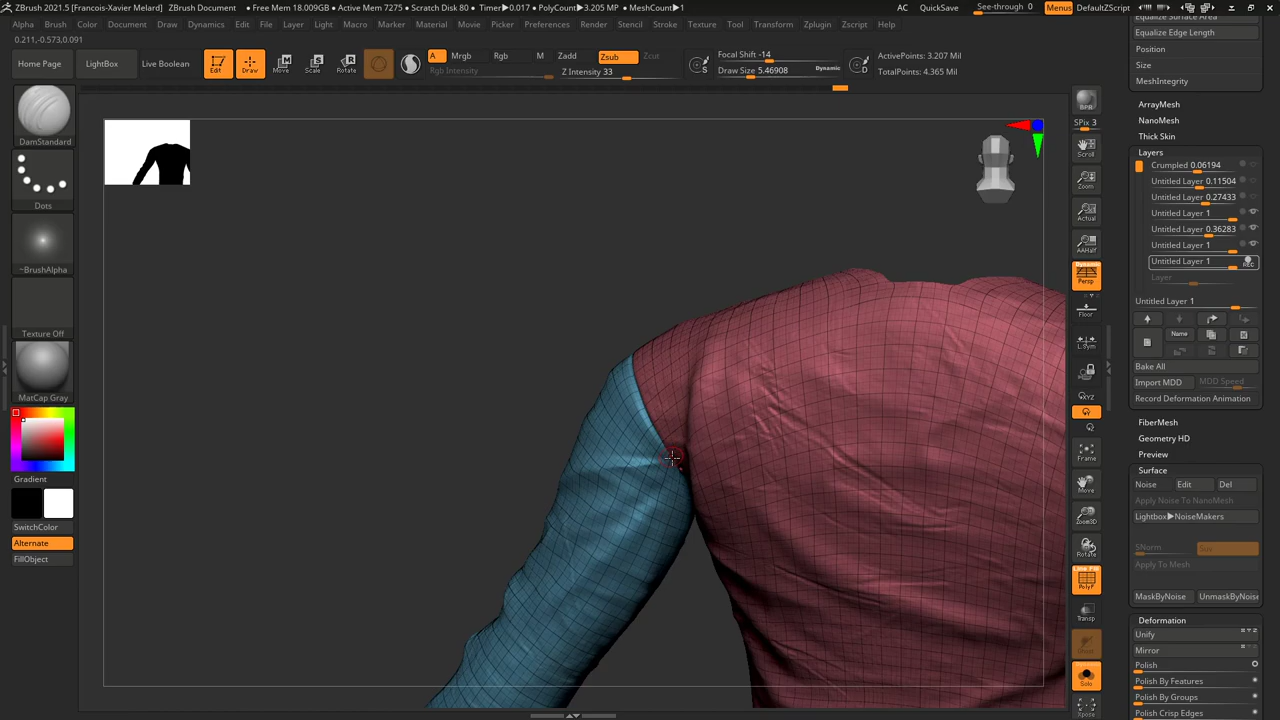 ZBrush 2021.5 [Francois-Xavier Melard] ZBrush Document • Free Mem 18.009GB • Active Mem 7275 • Scratch Disk 80 • Timer▶0.017 • PolyCount▶3.205 MP • MeshCount▶1
AC QuickSave See-through 0 Menus DefaultZScript
Alpha Brush Color Document Draw Dynamics Edit File Layer Light Macro Marker Material Movie Picker Preferences Render Stencil Stroke Texture Tool Transform Zplugin Zscript Help
0.211,-0.573,0.091
Home Page LightBox Live Boolean Edit Draw Move Scale Rotate
A Mrgb Rgb M Zadd Zsub Zcut
Rgb Intensity Z Intensity 33
Focal Shift -14
Draw Size 5.46908 Dynamic
S D
ActivePoints: 3.207 Mil
TotalPoints: 4.365 Mil
DamStandard
Dots
~BrushAlpha
Texture Off
MatCap Gray
Gradient
SwitchColor
Alternate
FillObject
BPR
SPix 3
Scroll
Zoom
Actual
AAHalf
Dynamic
Persp
Floor
L.Sym
XYZ
Y
Z
Frame
Move
Zoom3D
Rotate
Line Fill
PolyF
Transp
Ghost
Dynamic
Solo
Xpose
Equalize Surface Area
Equalize Edge Length
Position
Size
MeshIntegrity
ArrayMesh
NanoMesh
Thick Skin
Layers
Crumpled 0.06194
Untitled Layer 0.11504
Untitled Layer 0.27433
Untitled Layer 1
Untitled Layer 0.36283
Untitled Layer 1
Untitled Layer 1 REC
Layer
Untitled Layer 1
Name
Bake All
Import MDD MDD Speed
Record Deformation Animation
FiberMesh
Geometry HD
Preview
Surface
Noise Edit Del
Apply Noise To NanoMesh
Lightbox▶NoiseMakers
SNorm Suv
Apply To Mesh
MaskByNoise UnmaskByNoise
Deformation
Unify
Mirror
Polish
Polish By Features
Polish By Groups
Polish Crisp Edges